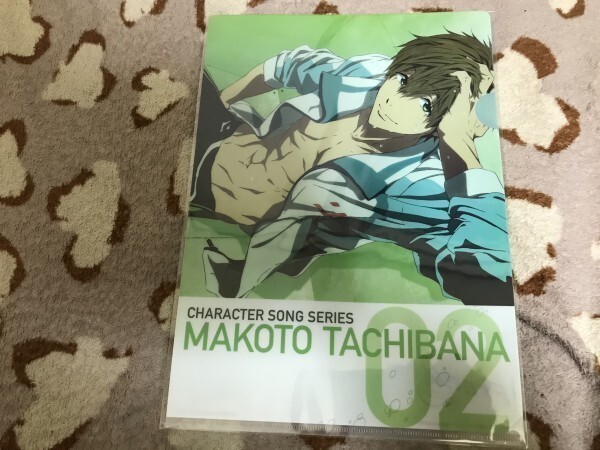 CHARACTER SONG SERIES
MAKOTO TACHIBANA
02